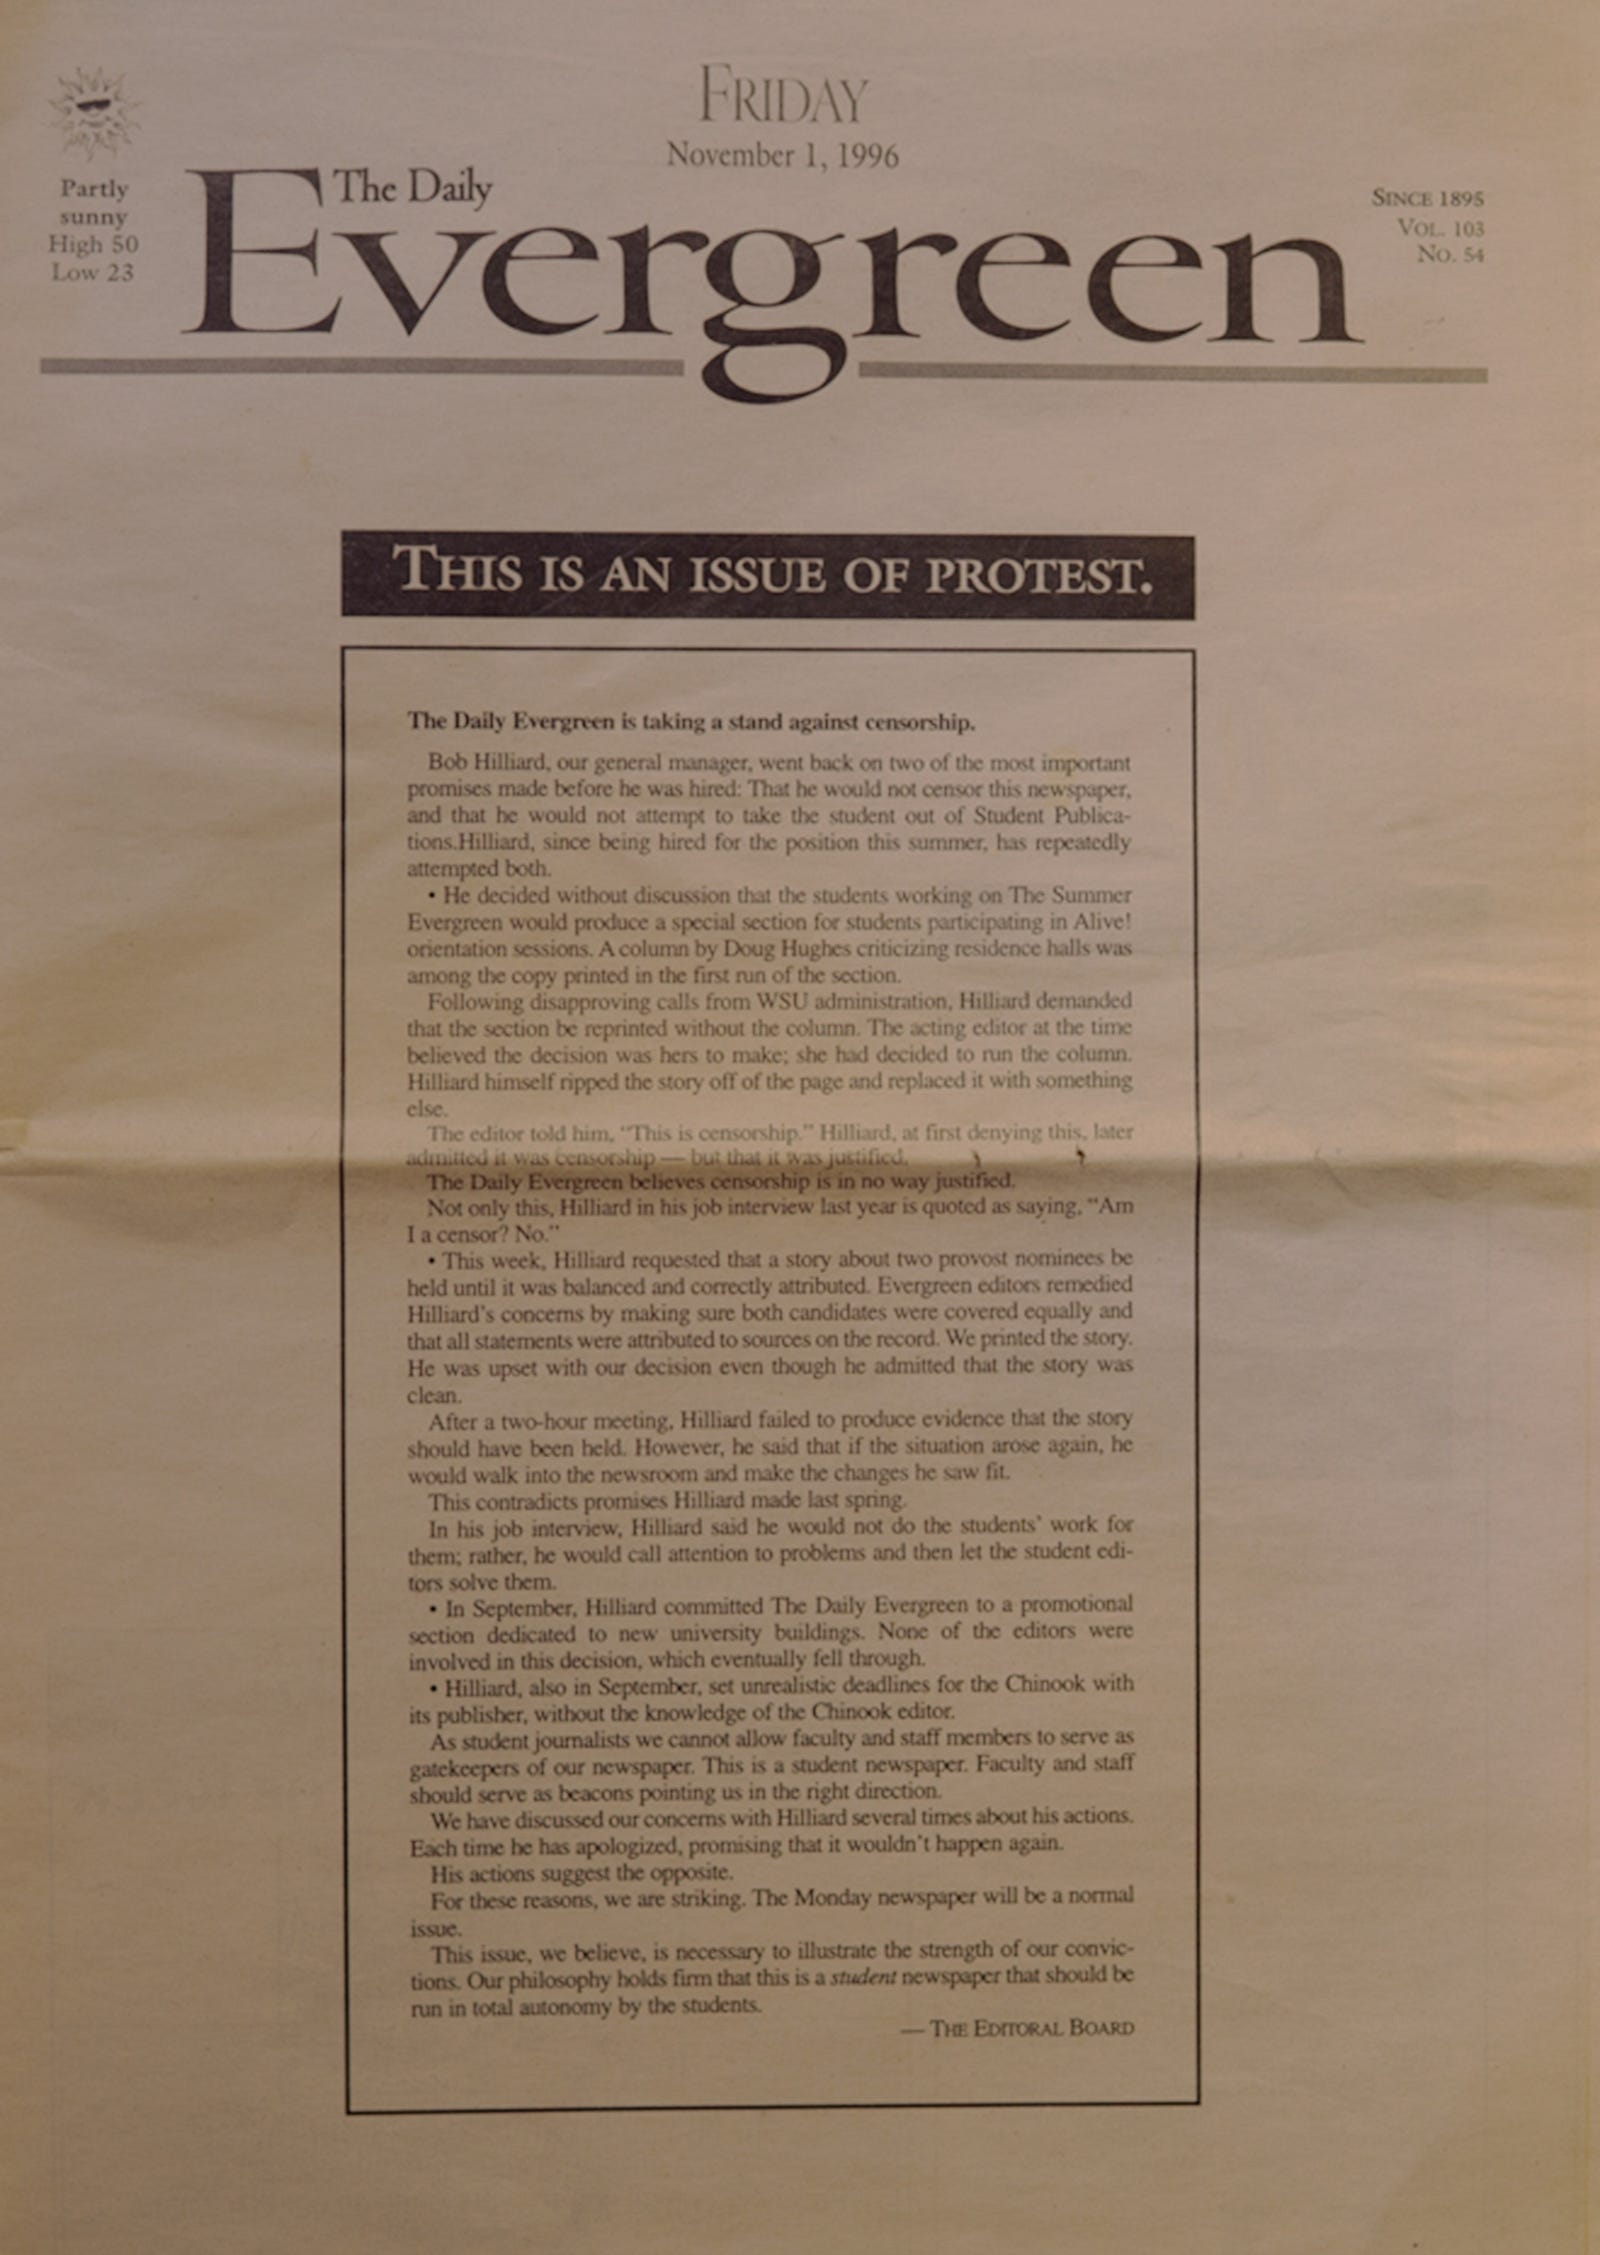 FRIDAY
November 1, 1996
Partly
sunny
High 50
Low 23
The Daily
Evergreen
SINCE 1895
VOL. 103
NO. 54
THIS IS AN ISSUE OF PROTEST.
The Daily Evergreen is taking a stand against censorship.
Bob Hilliard, our general manager, went back on two of the most important
promises made before he was hired: That he would not censor this newspaper,
and that he would not attempt to take the student out of Student Publica-
tions.Hilliard, since being hired for the position this summer, has repeatedly
attempted both.
• He decided without discussion that the students working on The Summer
Evergreen would produce a special section for students participating in Alive!
orientation sessions. A column by Doug Hughes criticizing residence halls was
among the copy printed in the first run of the section.
Following disapproving calls from WSU administration, Hilliard demanded
that the section be reprinted without the column. The acting editor at the time
believed the decision was hers to make; she had decided to run the column.
Hilliard himself ripped the story off of the page and replaced it with something
else.
The editor told him, “This is censorship.” Hilliard, at first denying this, later
admitted it was censorship — but that it was justified.
The Daily Evergreen believes censorship is in no way justified.
Not only this, Hilliard in his job interview last year is quoted as saying, “Am
I a censor? No.”
• This week, Hilliard requested that a story about two provost nominees be
held until it was balanced and correctly attributed. Evergreen editors remedied
Hilliard’s concerns by making sure both candidates were covered equally and
that all statements were attributed to sources on the record. We printed the story.
He was upset with our decision even though he admitted that the story was
clean.
After a two-hour meeting, Hilliard failed to produce evidence that the story
should have been held. However, he said that if the situation arose again, he
would walk into the newsroom and make the changes he saw fit.
This contradicts promises Hilliard made last spring.
In his job interview, Hilliard said he would not do the students’ work for
them; rather, he would call attention to problems and then let the student edi-
tors solve them.
• In September, Hilliard committed The Daily Evergreen to a promotional
section dedicated to new university buildings. None of the editors were
involved in this decision, which eventually fell through.
• Hilliard, also in September, set unrealistic deadlines for the Chinook with
its publisher, without the knowledge of the Chinook editor.
As student journalists we cannot allow faculty and staff members to serve as
gatekeepers of our newspaper. This is a student newspaper. Faculty and staff
should serve as beacons pointing us in the right direction.
We have discussed our concerns with Hilliard several times about his actions.
Each time he has apologized, promising that it wouldn’t happen again.
His actions suggest the opposite.
For these reasons, we are striking. The Monday newspaper will be a normal
issue.
This issue, we believe, is necessary to illustrate the strength of our convic-
tions. Our philosophy holds firm that this is a student newspaper that should be
run in total autonomy by the students.
— THE EDITORAL BOARD